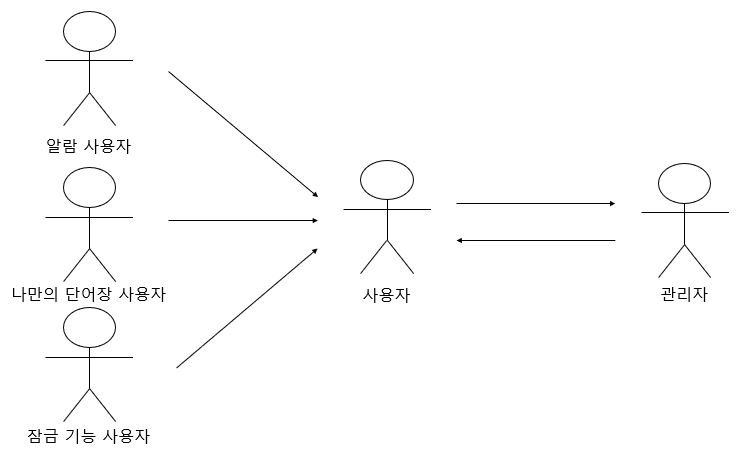 알람 사용자
나만의 단어장 사용자
잠금 기능 사용자
사용자
관리자